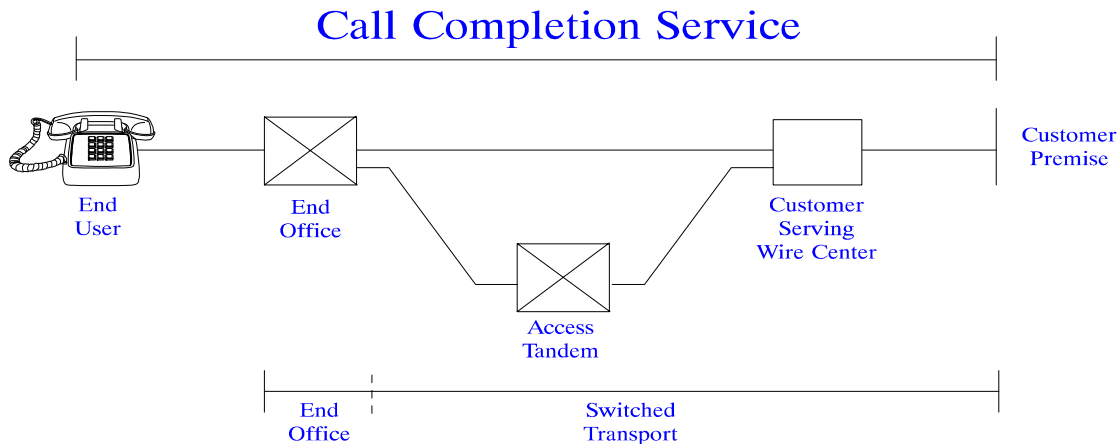 Call Completion Service
Customer
Premise
End
User
End
Office
Customer
Serving
Wire Center
Access
Tandem
End
Office
Switched
Transport